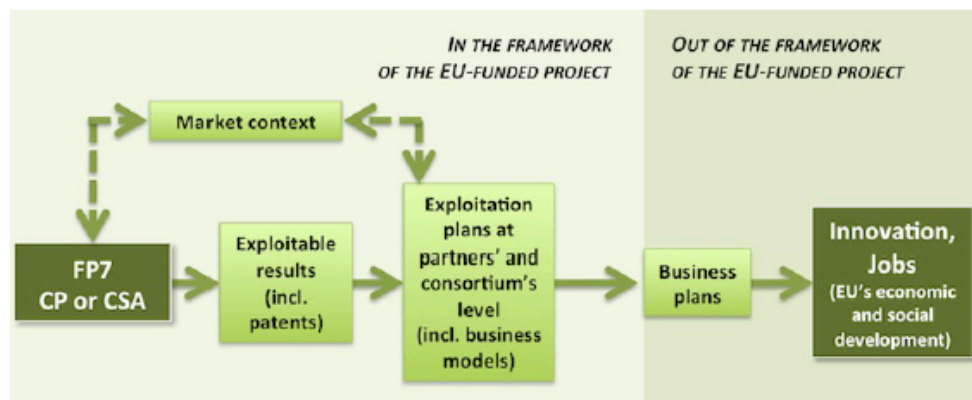 IN THE FRAMEWORK
OF THE EU-FUNDED PROJECT
OUT OF THE FRAMEWORK
OF THE EU-FUNDED PROJECT
Market context
FP7
CP or CSA
Exploitable
results
(incl.
patents)
Exploitation
plans at
partners’ and
consortium’s
level
(incl. business
models)
Business
plans
Innovation,
Jobs
(EU’s economic
and social
development)